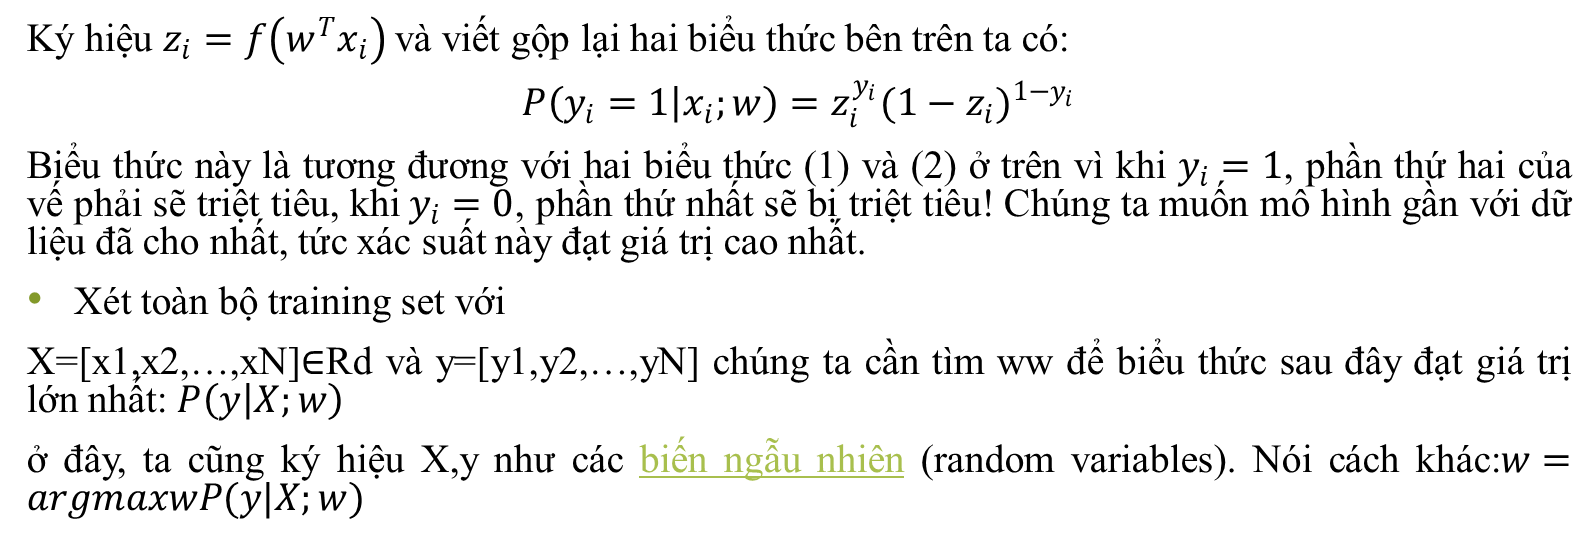 Ký hiệu zᵢ = f(wᵀxᵢ) và viết gộp lại hai biểu thức bên trên ta có:
P(yᵢ = 1|xᵢ; w) = zᵢ^yᵢ (1 − zᵢ)^1−yᵢ
Biểu thức này là tương đương với hai biểu thức (1) và (2) ở trên vì khi yᵢ = 1, phần thứ hai của
vế phải sẽ triệt tiêu, khi yᵢ = 0, phần thứ nhất sẽ bị triệt tiêu! Chúng ta muốn mô hình gần với dữ
liệu đã cho nhất, tức xác suất này đạt giá trị cao nhất.
• Xét toàn bộ training set với
X=[x1,x2,…,xN]∈Rd và y=[y1,y2,…,yN] chúng ta cần tìm ww để biểu thức sau đây đạt giá trị
lớn nhất: P(y|X; w)
ở đây, ta cũng ký hiệu X,y như các biến ngẫu nhiên (random variables). Nói cách khác:w =
argmaxwP(y|X; w)